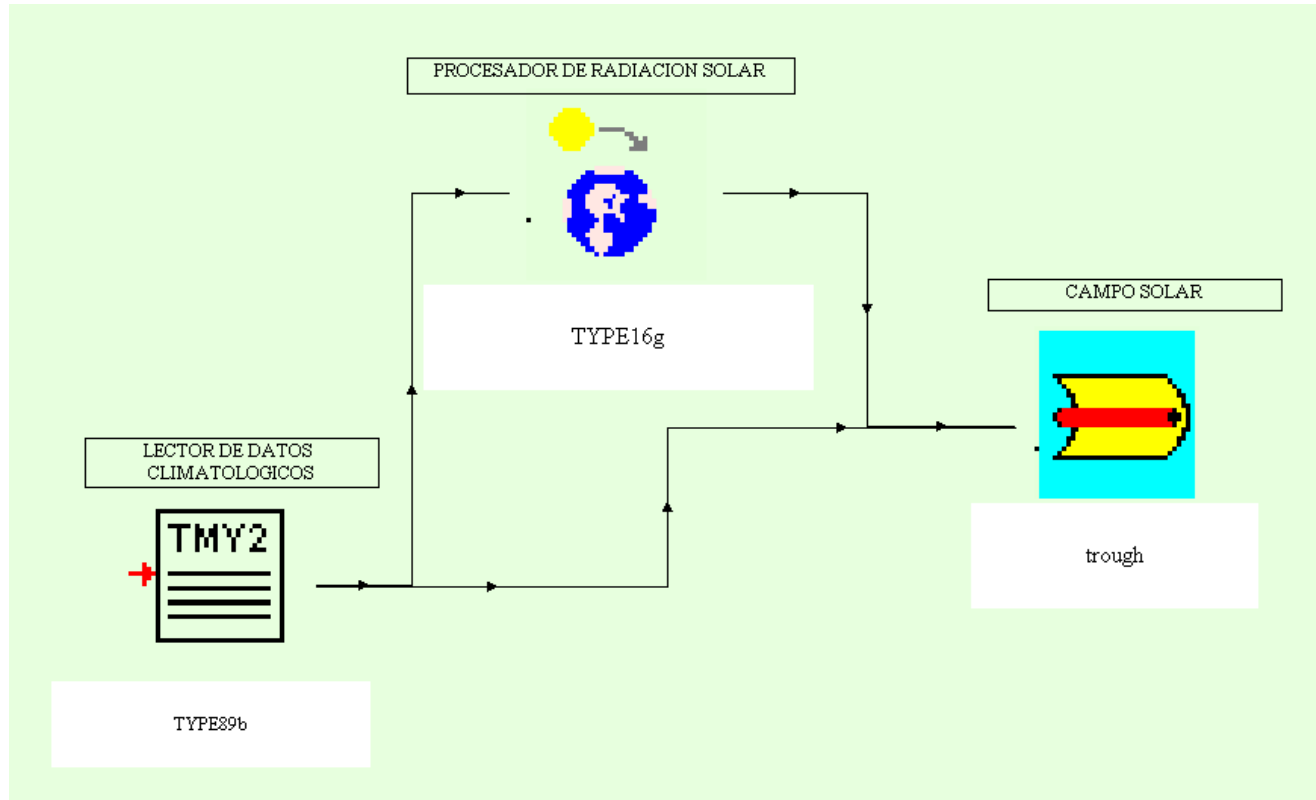 PROCESADOR DE RADIACION SOLAR
TYPE16g
CAMPO SOLAR
trough
LECTOR DE DATOS
CLIMATOLOGICOS
TMY2
TYPE89b